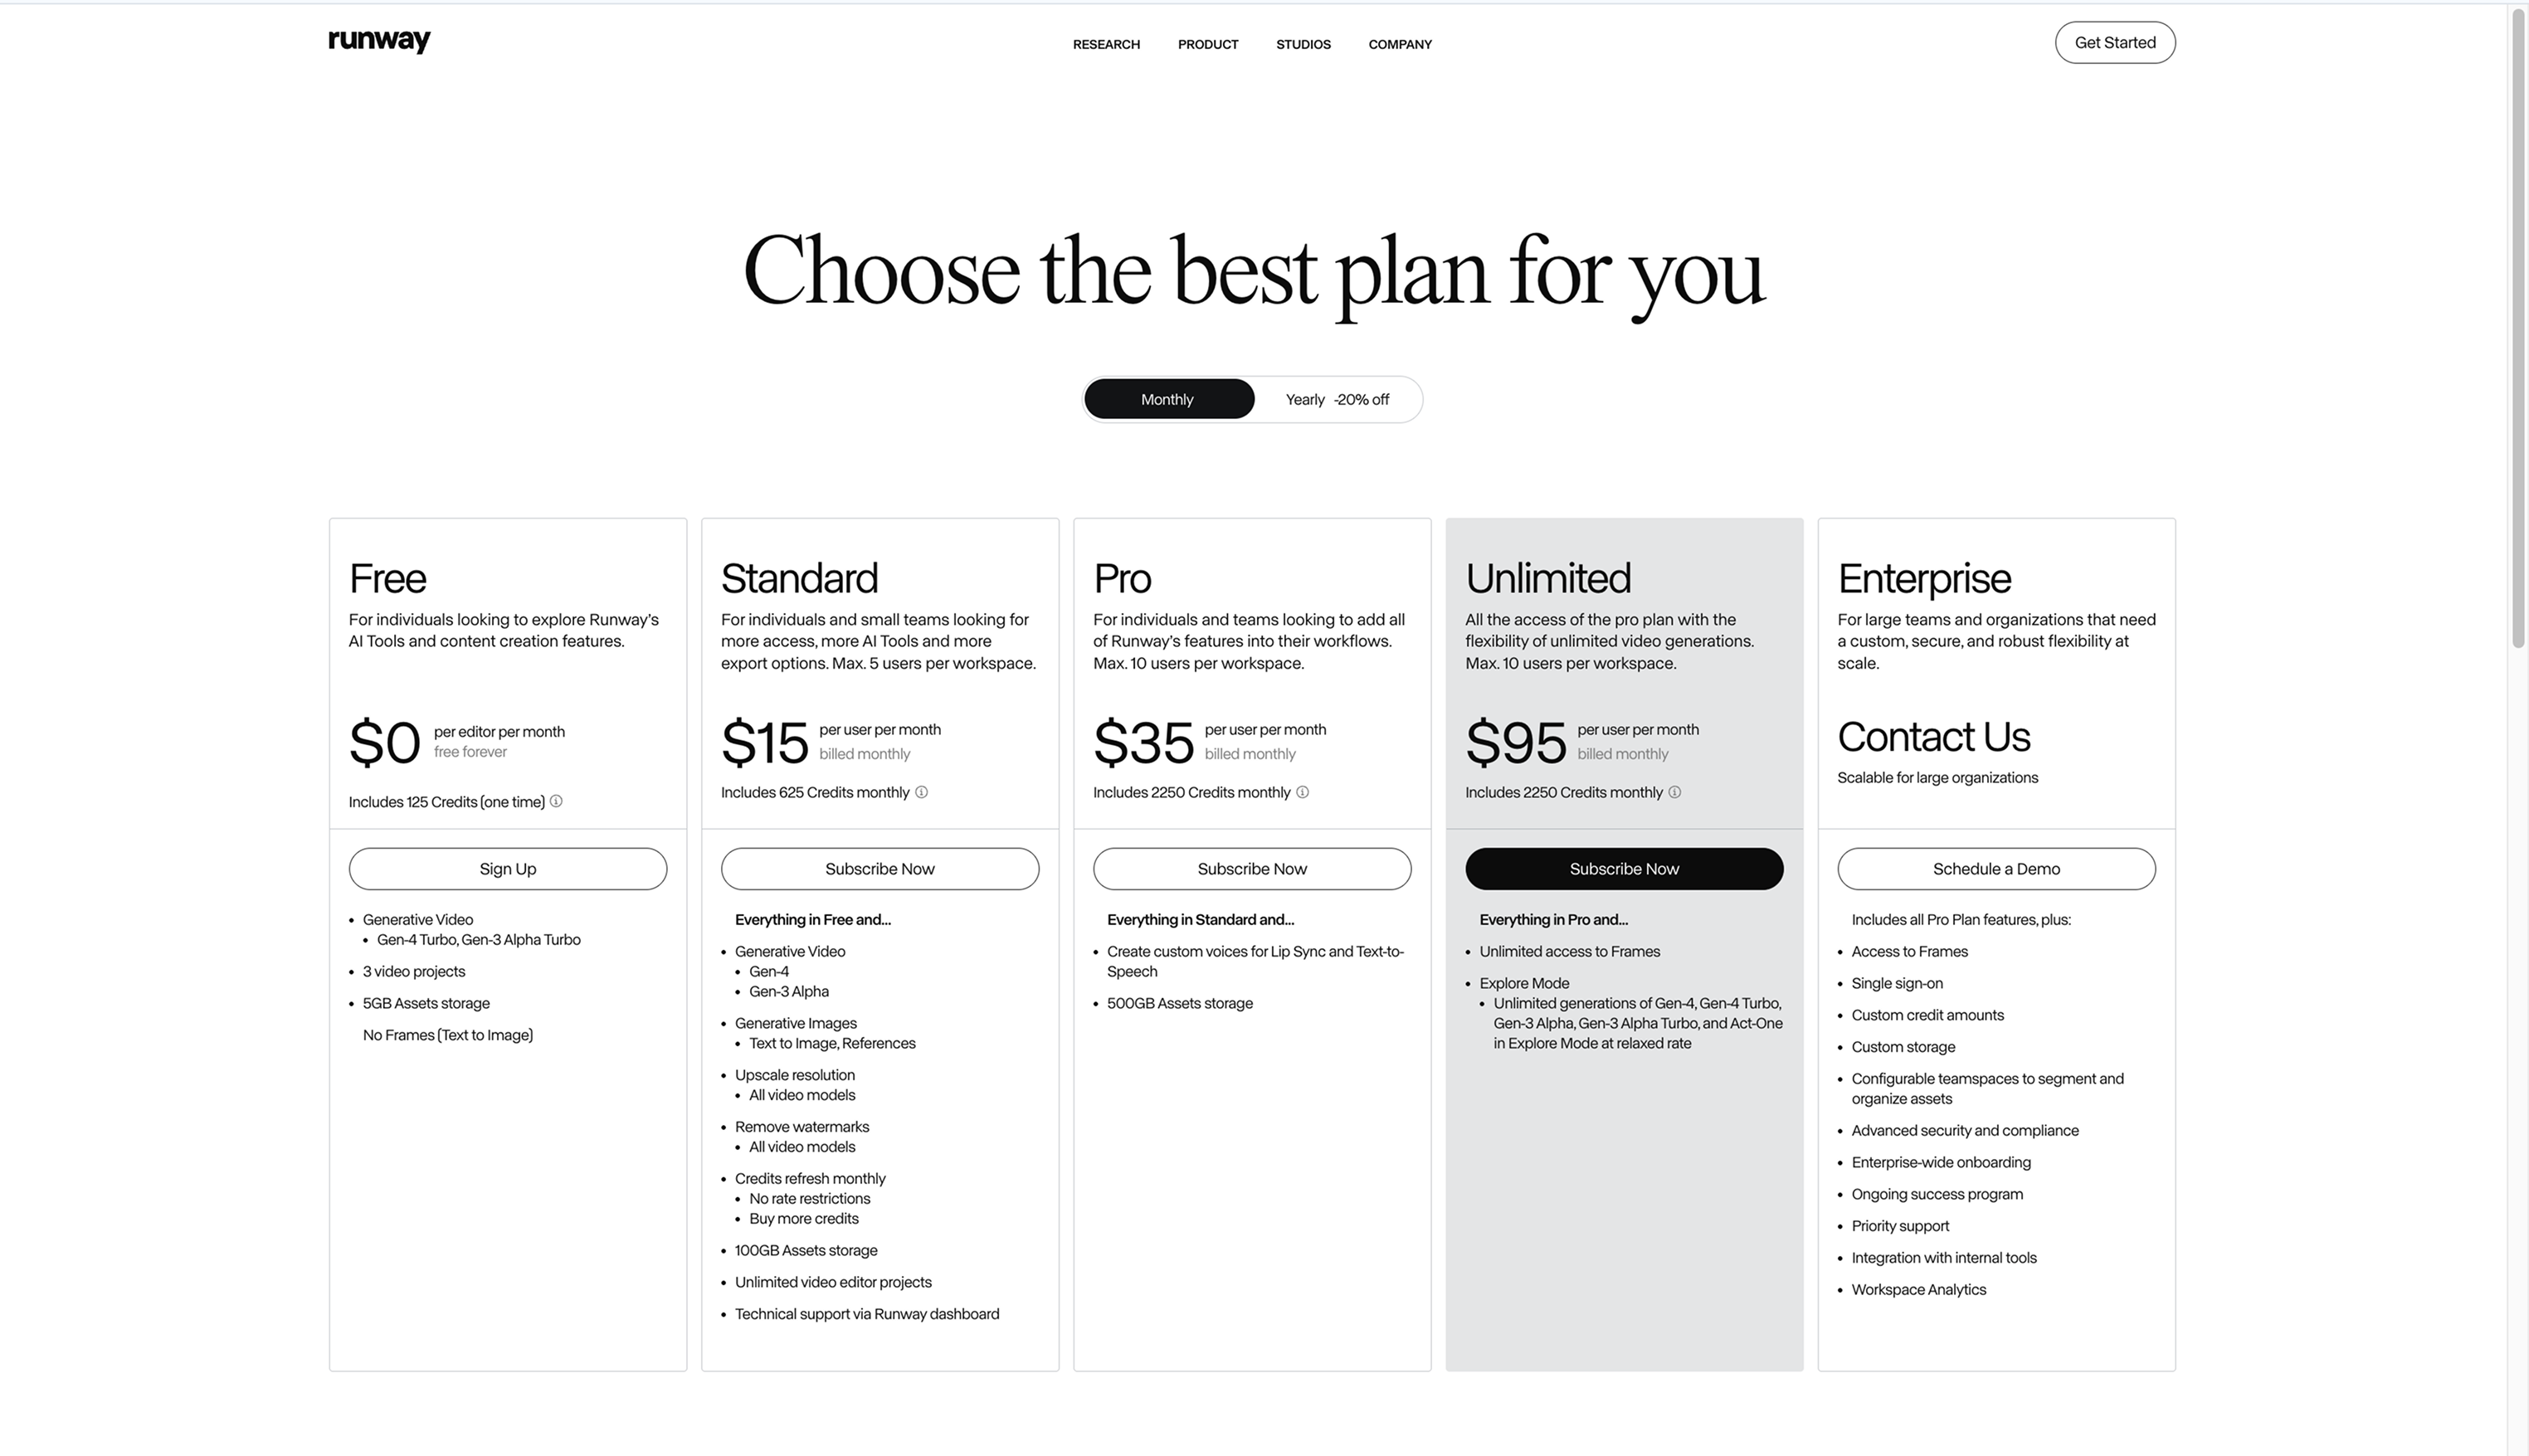 runway
RESEARCH
PRODUCT
STUDIOS
COMPANY
Get Started
Choose the best plan for you
Monthly
Yearly -20% off
Free
For individuals looking to explore Runway's
AI Tools and content creation features.
$0
per editor per month
free forever
Includes 125 Credits (one time)
Sign Up
• Generative Video
• Gen-4 Turbo, Gen-3 Alpha Turbo
• 3 video projects
• 5GB Assets storage
No Frames (Text to Image)
Standard
For individuals and small teams looking for
more access, more AI Tools and more
export options. Max. 5 users per workspace.
$15
per user per month
billed monthly
Includes 625 Credits monthly
Subscribe Now
Everything in Free and...
• Generative Video
• Gen-4
• Gen-3 Alpha
• Generative Images
• Text to Image, References
• Upscale resolution
• All video models
• Remove watermarks
• All video models
• Credits refresh monthly
• No rate restrictions
• Buy more credits
• 100GB Assets storage
• Unlimited video editor projects
• Technical support via Runway dashboard
Pro
For individuals and teams looking to add all
of Runway's features into their workflows.
Max. 10 users per workspace.
$35
per user per month
billed monthly
Includes 2250 Credits monthly
Subscribe Now
Everything in Standard and...
• Create custom voices for Lip Sync and Text-to-
Speech
• 500GB Assets storage
Unlimited
All the access of the pro plan with the
flexibility of unlimited video generations.
Max. 10 users per workspace.
$95
per user per month
billed monthly
Includes 2250 Credits monthly
Subscribe Now
Everything in Pro and...
• Unlimited access to Frames
• Explore Mode
• Unlimited generations of Gen-4, Gen-4 Turbo,
Gen-3 Alpha, Gen-3 Alpha Turbo, and Act-One
in Explore Mode at relaxed rate
Enterprise
For large teams and organizations that need
a custom, secure, and robust flexibility at
scale.
Contact Us
Scalable for large organizations
Schedule a Demo
Includes all Pro Plan features, plus:
• Access to Frames
• Single sign-on
• Custom credit amounts
• Custom storage
• Configurable teamspaces to segment and
organize assets
• Advanced security and compliance
• Enterprise-wide onboarding
• Ongoing success program
• Priority support
• Integration with internal tools
• Workspace Analytics